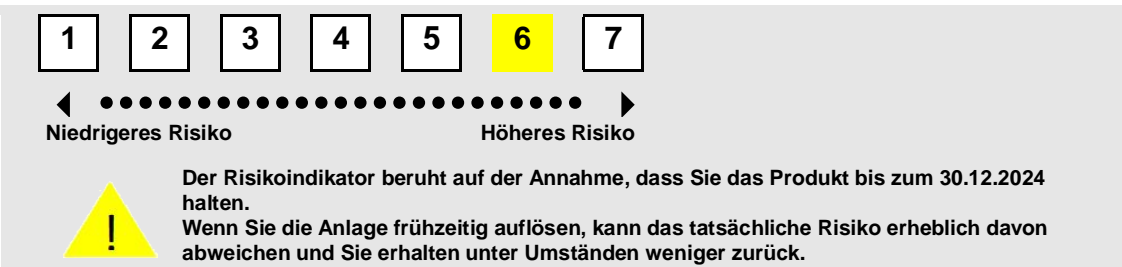 1 2 3 4 5 6 7
Niedrigeres Risiko Höheres Risiko
Der Risikoindikator beruht auf der Annahme, dass Sie das Produkt bis zum 30.12.2024
halten.
Wenn Sie die Anlage frühzeitig auflösen, kann das tatsächliche Risiko erheblich davon
abweichen und Sie erhalten unter Umständen weniger zurück.
!